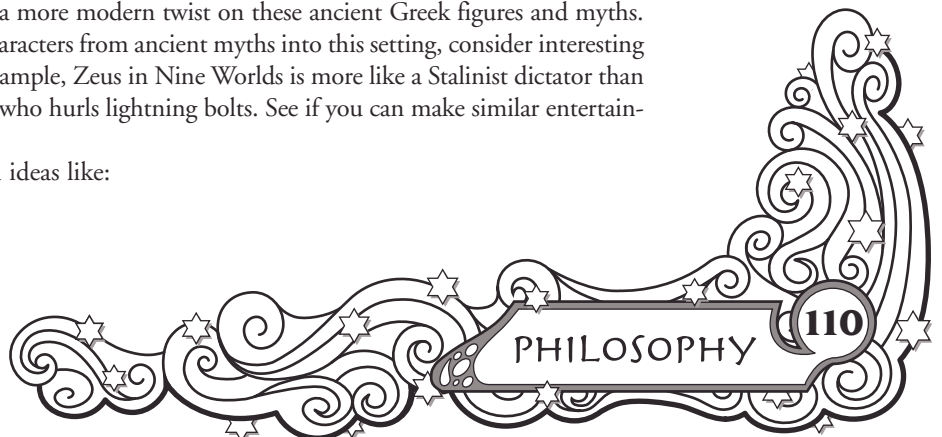 a more modern twist on these ancient Greek figures and myths.
aracters from ancient myths into this setting, consider interesting
ample, Zeus in Nine Worlds is more like a Stalinist dictator than
who hurls lightning bolts. See if you can make similar entertain-
ideas like:
PHILOSOPHY
110